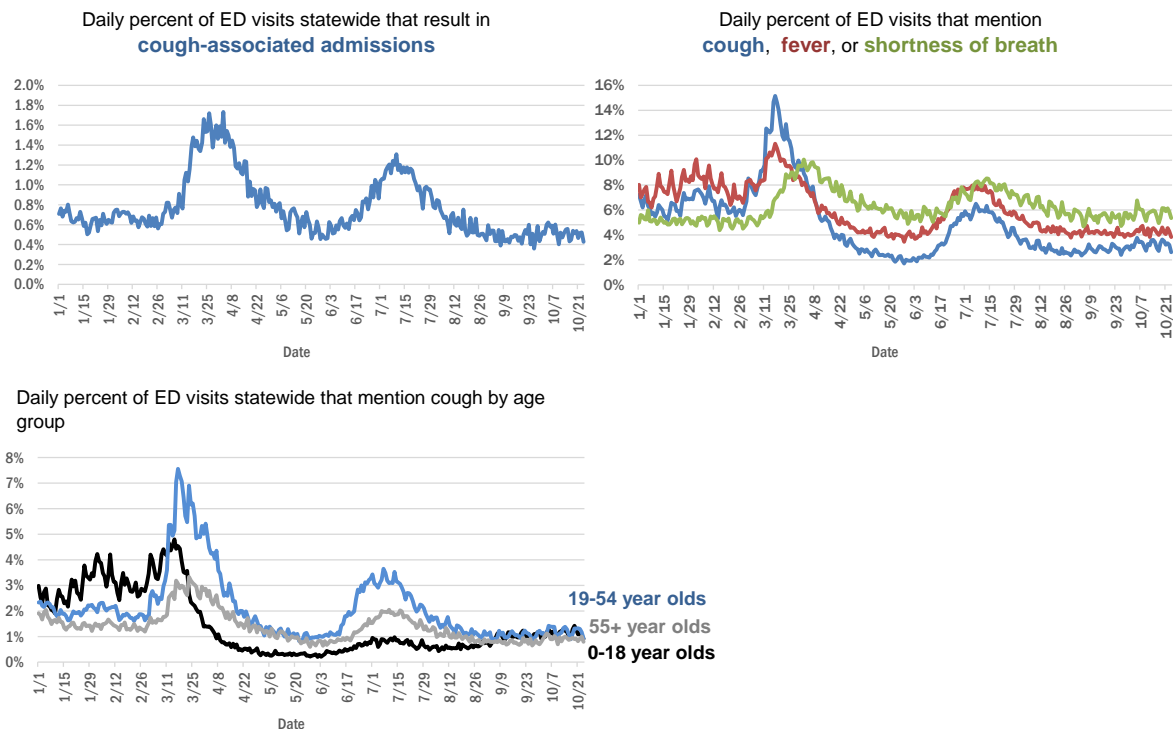 Daily percent of ED visits statewide that result in
cough-associated admissions
2.0%
1.8%
1.6%
1.4%
1.2%
1.0%
0.8%
0.6%
0.4%
0.2%
0.0%
1/1 1/15 1/29 2/12 2/26 3/11 3/25 4/8 4/22 5/6 5/20 6/3 6/17 7/1 7/15 7/29 8/12 8/26 9/9 9/23 10/7 10/21
Date
Daily percent of ED visits that mention
cough, fever, or shortness of breath
16%
14%
12%
10%
8%
6%
4%
2%
0%
1/1 1/15 1/29 2/12 2/26 3/11 3/25 4/8 4/22 5/6 5/20 6/3 6/17 7/1 7/15 7/29 8/12 8/26 9/9 9/23 10/7 10/21
Date
Daily percent of ED visits statewide that mention cough by age
group
8%
7%
6%
5%
4%
3%
2%
1%
0%
19-54 year olds
55+ year olds
0-18 year olds
1/1 1/15 1/29 2/12 2/26 3/11 3/25 4/8 4/22 5/6 5/20 6/3 6/17 7/1 7/15 7/29 8/12 8/26 9/9 9/23 10/7 10/21
Date